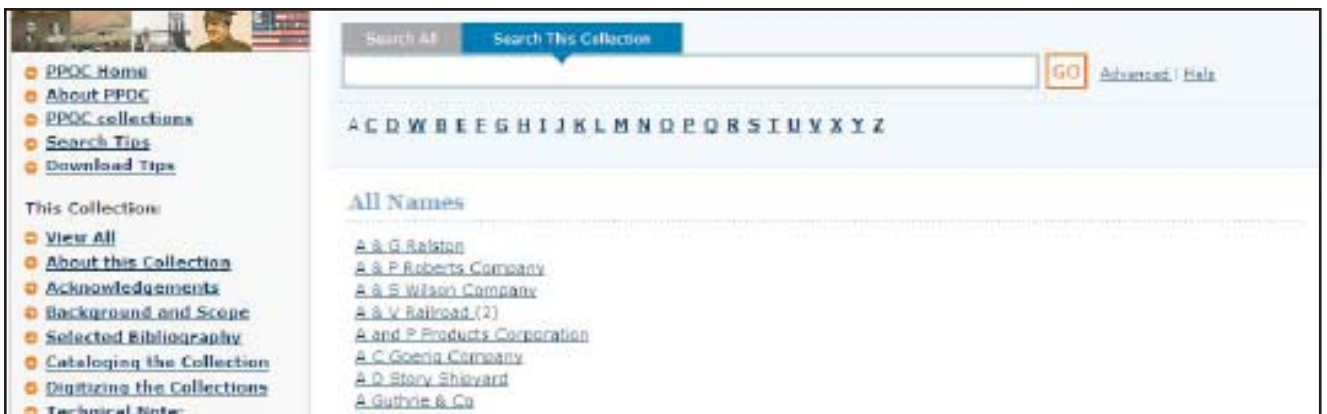 PPOC Home
About PPOC
PPOC collections
Search Tips
Download Tips
This Collection:
View All
About this Collection
Acknowledgements
Background and Scope
Selected Bibliography
Cataloging the Collection
Digitizing the Collections
Technical Note:
Search All Search This Collection
GO Advanced | Help
A C D W B E F G H I J K L M N O P Q R S T U V X Y Z
All Names
A & G Ralston
A & P Roberts Company
A & S Wilson Company
A & V Railroad (2)
A and P Products Corporation
A C Goerig Company
A D Story Shipyard
A Guthrie & Co